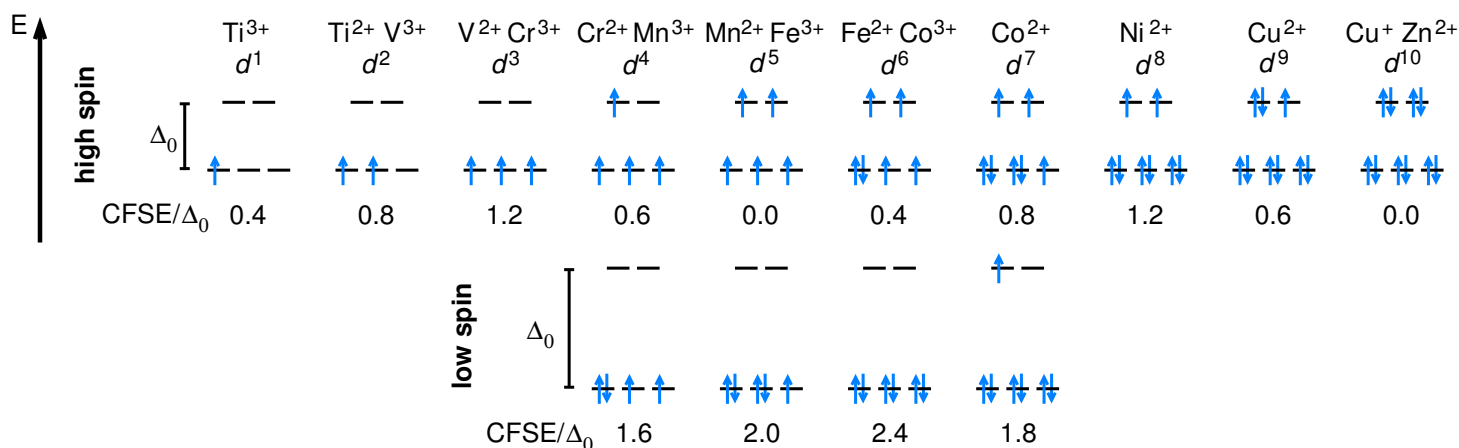 E Ti³⁺ Ti²⁺ V³⁺ V²⁺ Cr³⁺ Cr²⁺ Mn³⁺ Mn²⁺ Fe³⁺ Fe²⁺ Co³⁺ Co²⁺ Ni²⁺ Cu²⁺ Cu⁺ Zn²⁺
d¹ d² d³ d⁴ d⁵ d⁶ d⁷ d⁸ d⁹ d¹⁰
high spin
Δ₀
CFSE/Δ₀ 0.4 0.8 1.2 0.6 0.0 0.4 0.8 1.2 0.6 0.0
low spin
Δ₀
CFSE/Δ₀ 1.6 2.0 2.4 1.8